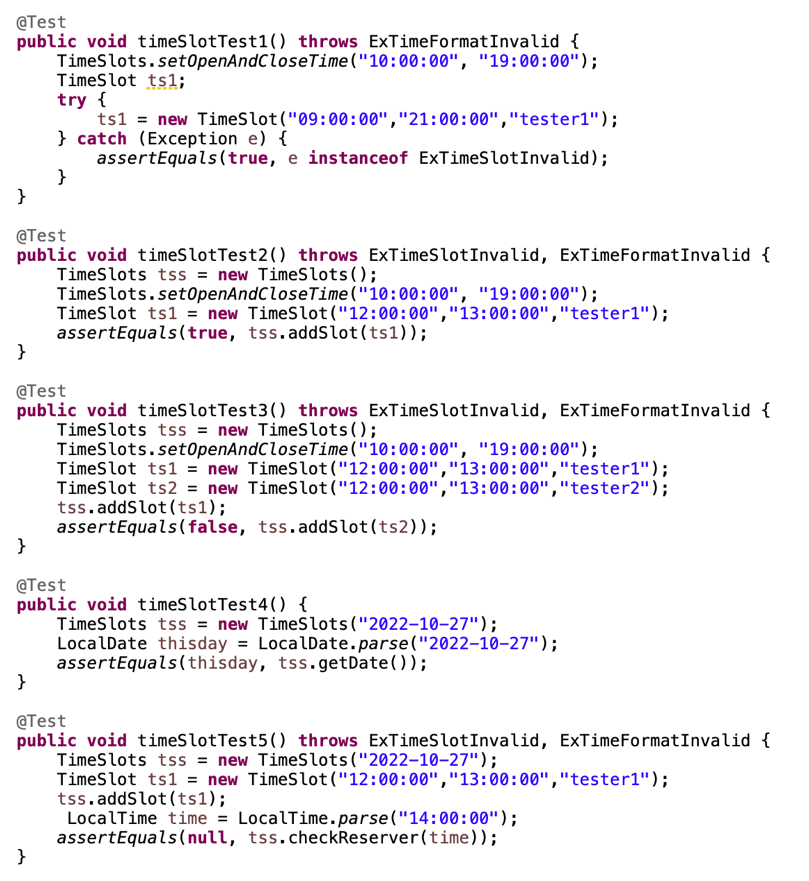 @Test
public void timeSlotTest1() throws ExTimeFormatInvalid {
    TimeSlots.setOpenAndCloseTime("10:00:00", "19:00:00");
    TimeSlot ts1;
    try {
        ts1 = new TimeSlot("09:00:00","21:00:00","tester1");
    } catch (Exception e) {
        assertEquals(true, e instanceof ExTimeSlotInvalid);
    }
}
@Test
public void timeSlotTest2() throws ExTimeSlotInvalid, ExTimeFormatInvalid {
    TimeSlots tss = new TimeSlots();
    TimeSlots.setOpenAndCloseTime("10:00:00", "19:00:00");
    TimeSlot ts1 = new TimeSlot("12:00:00","13:00:00","tester1");
    assertEquals(true, tss.addSlot(ts1));
}
@Test
public void timeSlotTest3() throws ExTimeSlotInvalid, ExTimeFormatInvalid {
    TimeSlots tss = new TimeSlots();
    TimeSlots.setOpenAndCloseTime("10:00:00", "19:00:00");
    TimeSlot ts1 = new TimeSlot("12:00:00","13:00:00","tester1");
    TimeSlot ts2 = new TimeSlot("12:00:00","13:00:00","tester2");
    tss.addSlot(ts1);
    assertEquals(false, tss.addSlot(ts2));
}
@Test
public void timeSlotTest4() {
    TimeSlots tss = new TimeSlots("2022-10-27");
    LocalDate thisday = LocalDate.parse("2022-10-27");
    assertEquals(thisday, tss.getDate());
}
@Test
public void timeSlotTest5() throws ExTimeSlotInvalid, ExTimeFormatInvalid {
    TimeSlots tss = new TimeSlots("2022-10-27");
    TimeSlot ts1 = new TimeSlot("12:00:00","13:00:00","tester1");
    tss.addSlot(ts1);
     LocalTime time = LocalTime.parse("14:00:00");
    assertEquals(null, tss.checkReserver(time));
}